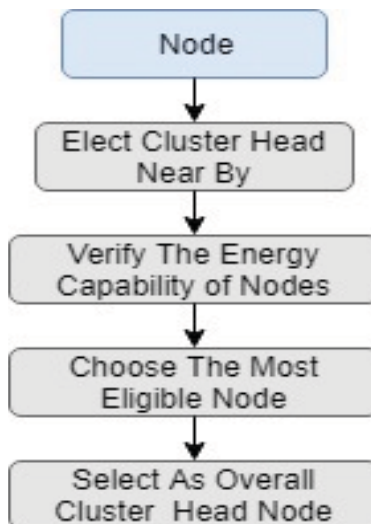 Node
Elect Cluster Head
Near By
Verify The Energy
Capability of Nodes
Choose The Most
Eligible Node
Select As Overall
Cluster Head Node